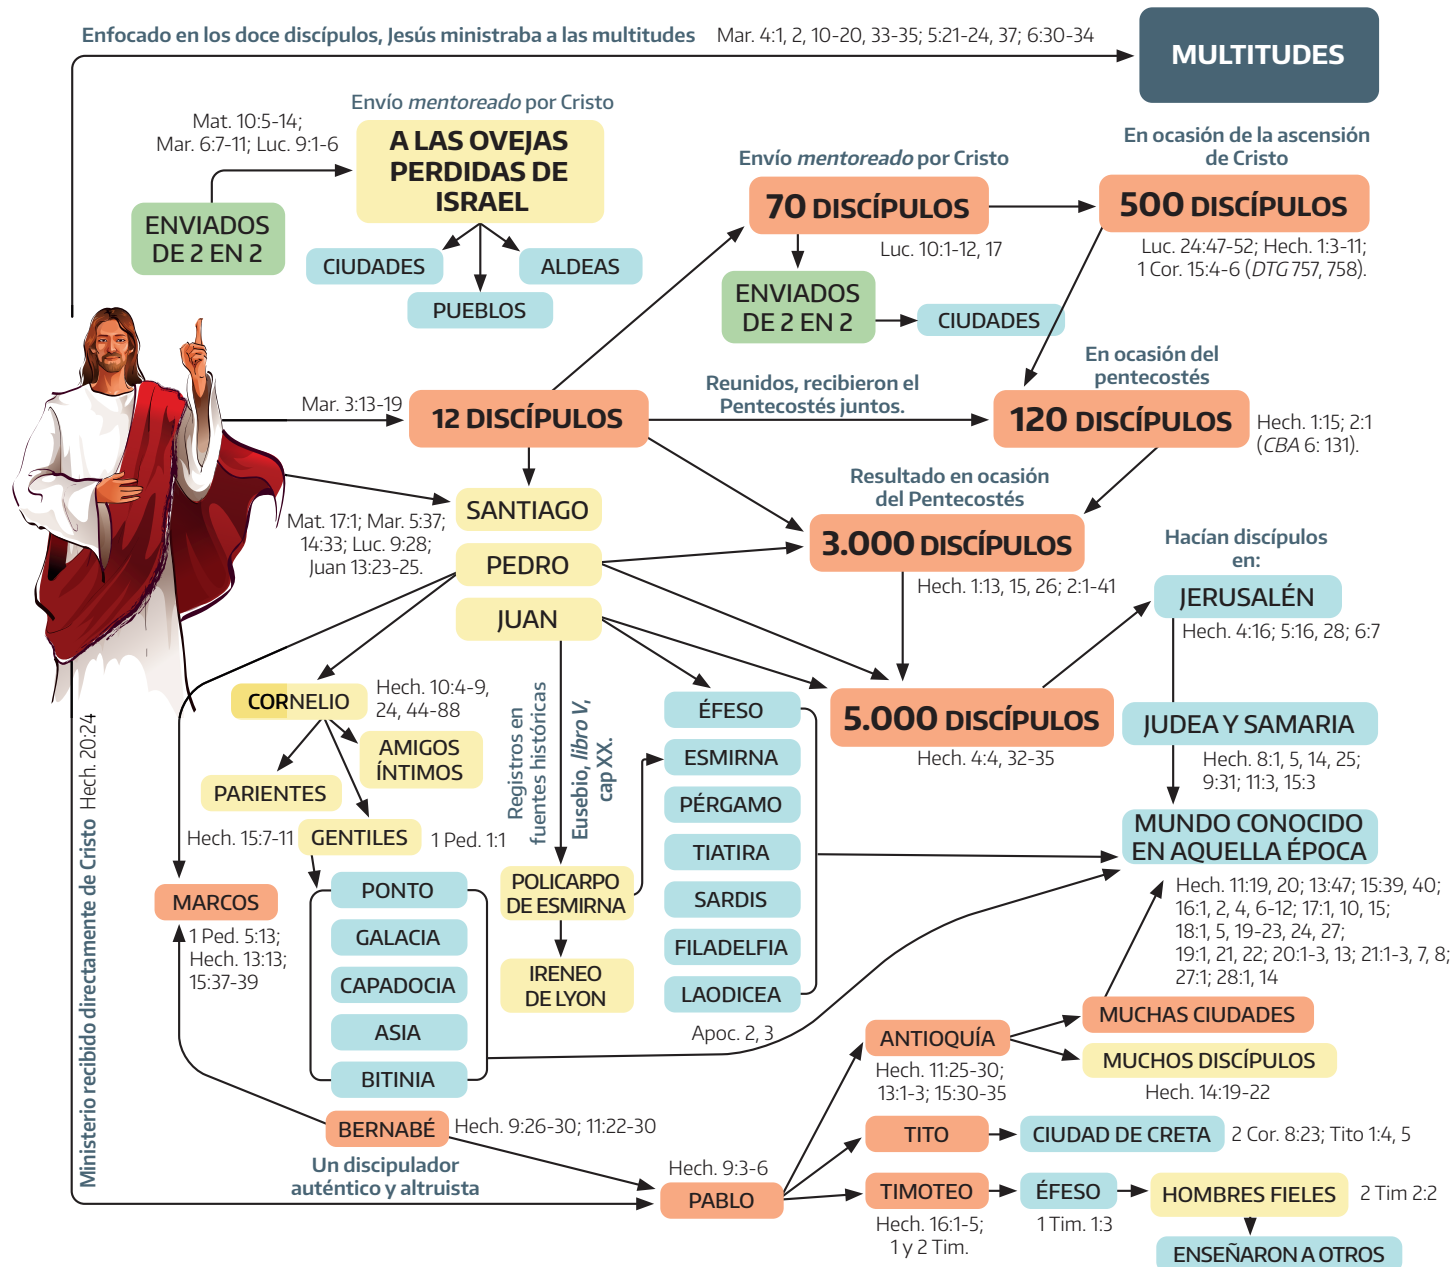 Enfocado en los doce discípulos, Jesús ministraba a las multitudes
Mar. 4:1, 2, 10-20, 33-35; 5:21-24, 37; 6:30-34
MULTITUDES
Envío mentoreado por Cristo
Mat. 10:5-14;
Mar. 6:7-11; Luc. 9:1-6
A LAS OVEJAS
PERDIDAS DE
ISRAEL
ENVIADOS
DE 2 EN 2
CIUDADES
ALDEAS
PUEBLOS
Envío mentoreado por Cristo
70 DISCÍPULOS
Luc. 10:1-12, 17
ENVIADOS
DE 2 EN 2
CIUDADES
En ocasión de la ascensión
de Cristo
500 DISCÍPULOS
Luc. 24:47-52; Hech. 1:3-11;
1 Cor. 15:4-6 (DTG 757, 758).
Mar. 3:13-19
12 DISCÍPULOS
Reunidos, recibieron el
Pentecostés juntos.
En ocasión del
pentecostés
120 DISCÍPULOS
Hech. 1:15; 2:1
(CBA 6: 131).
Mat. 17:1; Mar. 5:37;
14:33; Luc. 9:28;
Juan 13:23-25.
SANTIAGO
PEDRO
JUAN
Resultado en ocasión
del Pentecostés
3.000 DISCÍPULOS
Hech. 1:13, 15, 26; 2:1-41
Hacían discípulos
en:
JERUSALÉN
Hech. 4:16; 5:16, 28; 6:7
5.000 DISCÍPULOS
Hech. 4:4, 32-35
JUDEA Y SAMARIA
Hech. 8:1, 5, 14, 25;
9:31; 11:3, 15:3
MUNDO CONOCIDO
EN AQUELLA ÉPOCA
Hech. 11:19, 20; 13:47; 15:39, 40;
16:1, 2, 4, 6-12; 17:1, 10, 15;
18:1, 5, 19-23, 24, 27;
19:1, 21, 22; 20:1-3, 13; 21:1-3, 7, 8;
27:1; 28:1, 14
CORNELIO
Hech. 10:4-9,
24, 44-88
AMIGOS
ÍNTIMOS
PARIENTES
Hech. 15:7-11
GENTILES
1 Ped. 1:1
PONTO
GALACIA
CAPADOCIA
ASIA
BITINIA
MARCOS
1 Ped. 5:13;
Hech. 13:13;
15:37-39
Registros en
fuentes históricas
Eusebio, libro V,
cap XX.
POLICARPO
DE ESMIRNA
IRENEO
DE LYON
ÉFESO
ESMIRNA
PÉRGAMO
TIATIRA
SARDIS
FILADELFIA
LAODICEA
Apoc. 2, 3
Ministerio recibido directamente de Cristo Hech. 20:24
BERNABÉ
Hech. 9:26-30; 11:22-30
Un discipulador
auténtico y altruista
Hech. 9:3-6
PABLO
ANTIOQUÍA
Hech. 11:25-30;
13:1-3; 15:30-35
MUCHAS CIUDADES
MUCHOS DISCÍPULOS
Hech. 14:19-22
TITO
CIUDAD DE CRETA
2 Cor. 8:23; Tito 1:4, 5
TIMOTEO
Hech. 16:1-5;
1 y 2 Tim.
ÉFESO
1 Tim. 1:3
HOMBRES FIELES
2 Tim 2:2
ENSEÑARON A OTROS